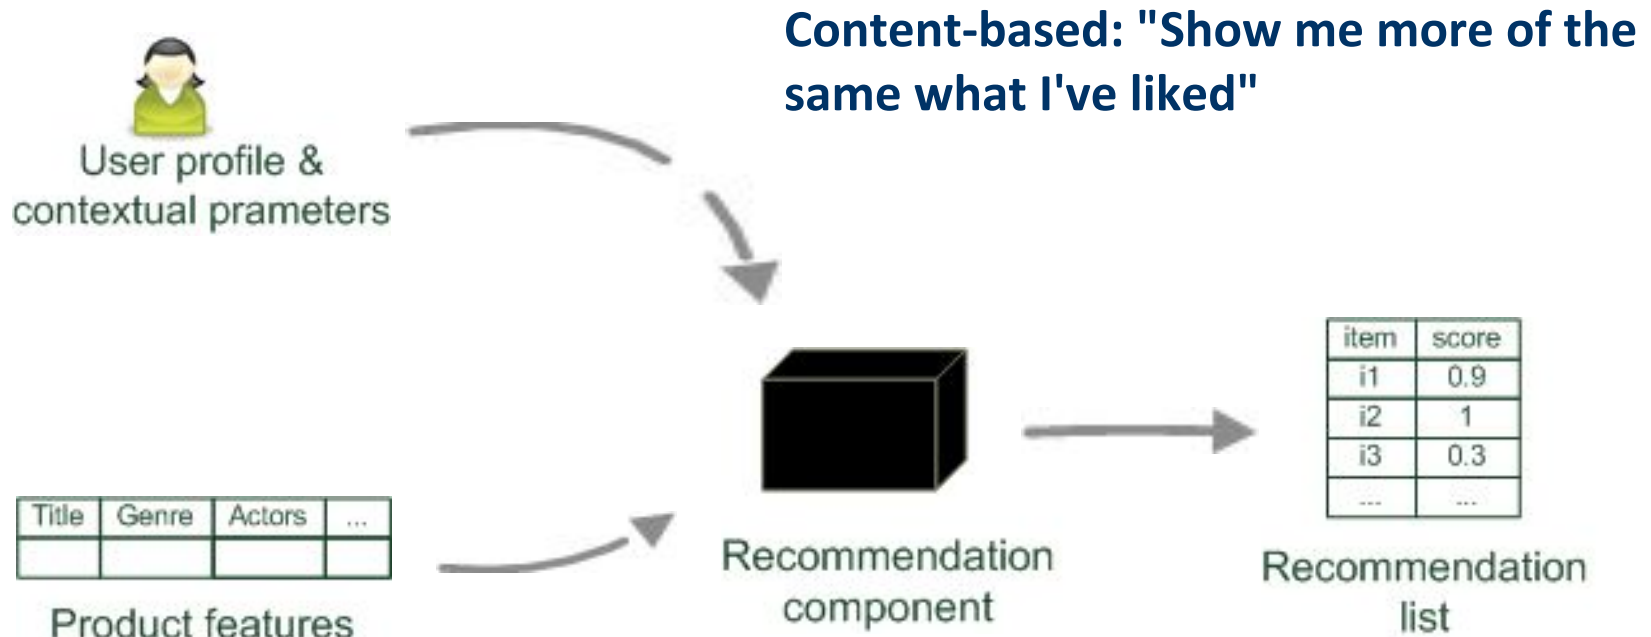 Content-based: "Show me more of the
same what I've liked"
User profile &
contextual prameters
item score
i1 0.9
i2 1
i3 0.3
... ...
Title Genre Actors ...
Product features
Recommendation
component
Recommendation
list